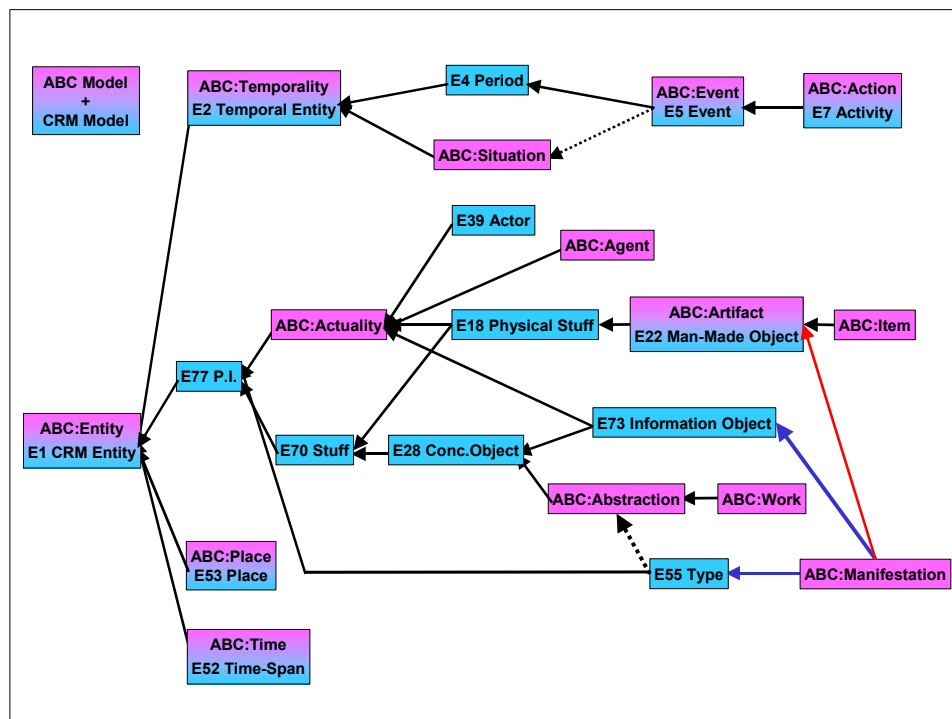 ABC Model
+
CRM Model
ABC:Temporality
E2 Temporal Entity
E4 Period
ABC:Event
E5 Event
ABC:Action
E7 Activity
ABC:Situation
E39 Actor
ABC:Agent
ABC:Actuality
E18 Physical Stuff
ABC:Artifact
E22 Man-Made Object
ABC:Item
E77 P.I.
ABC:Entity
E1 CRM Entity
E70 Stuff
E28 Conc.Object
E73 Information Object
ABC:Abstraction
ABC:Work
ABC:Place
E53 Place
E55 Type
ABC:Manifestation
ABC:Time
E52 Time-Span